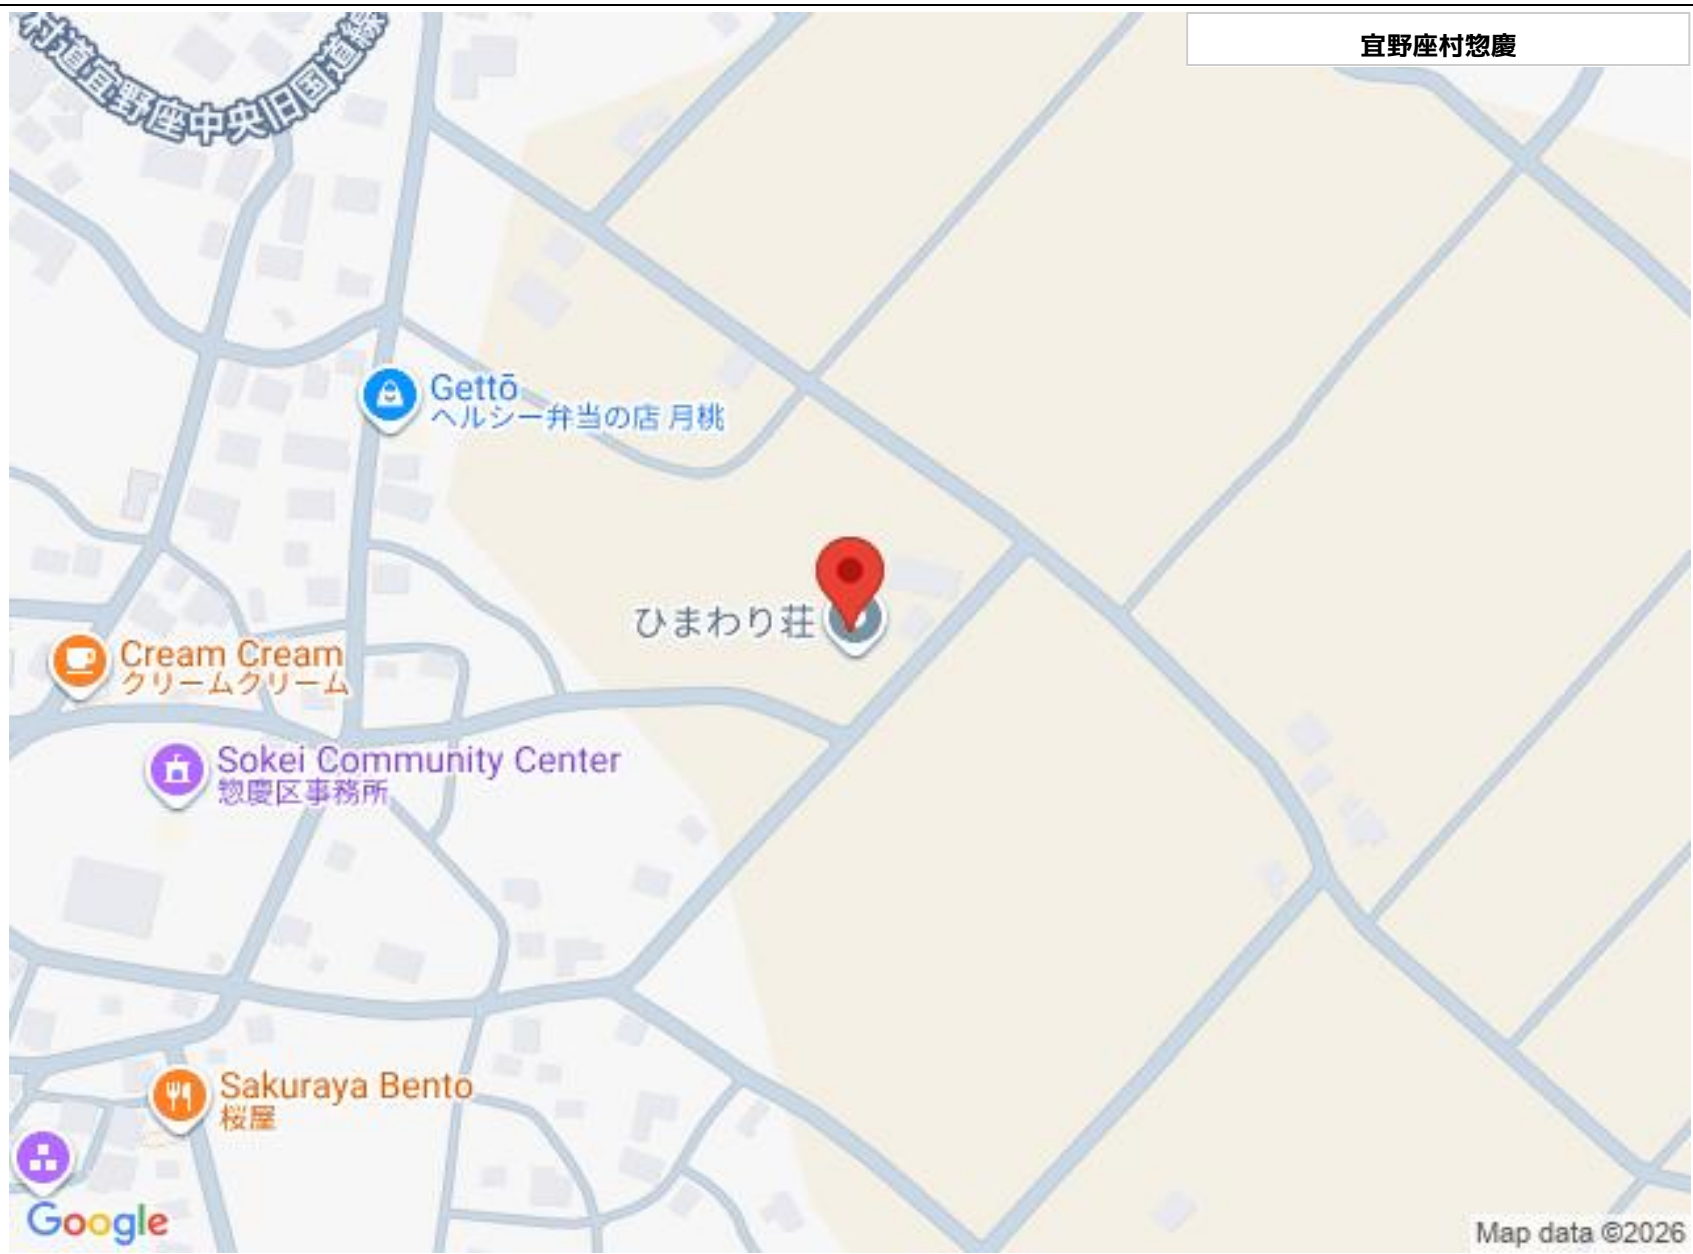 宜野座村惣慶
村道宜野座中央旧国道線
Gettō
ヘルシー弁当の店 月桃
ひまわり荘
Cream Cream
クリームクリーム
Sokei Community Center
惣慶区事務所
Sakuraya Bento
桜屋
Google
Map data ©2026